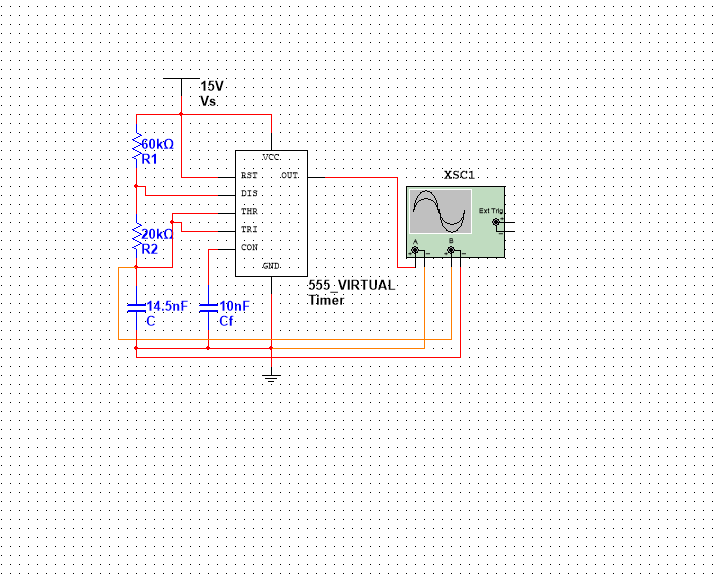 15V
Vs
60kΩ
R1
VCC
RST
OUT
DIS
THR
TRI
CON
GND
20kΩ
R2
XSC1
Ext Trig
+
-
A
B
+
-
+
-
555_VIRTUAL
Timer
14.5nF
C
10nF
Cf